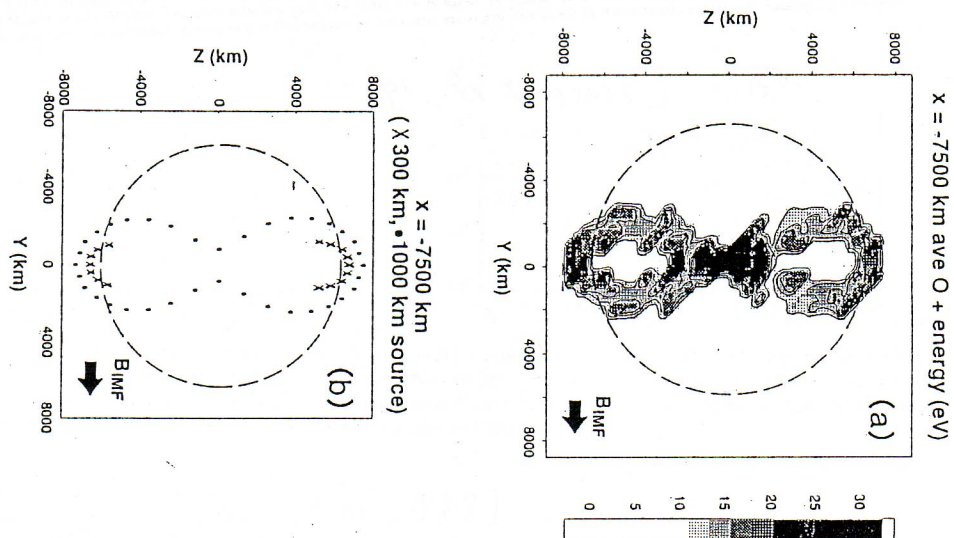 x = -7500 km ave O + energy (eV)
(a)
Z (km)
8000
4000
0
-4000
-8000
-8000 -4000 0 4000 8000
Y (km)
BIMF
30
25
20
15
10
5
0
x = -7500 km
(X 300 km, • 1000 km source)
(b)
Z (km)
8000
4000
0
-4000
-8000
-8000 -4000 0 4000 8000
Y (km)
BIMF